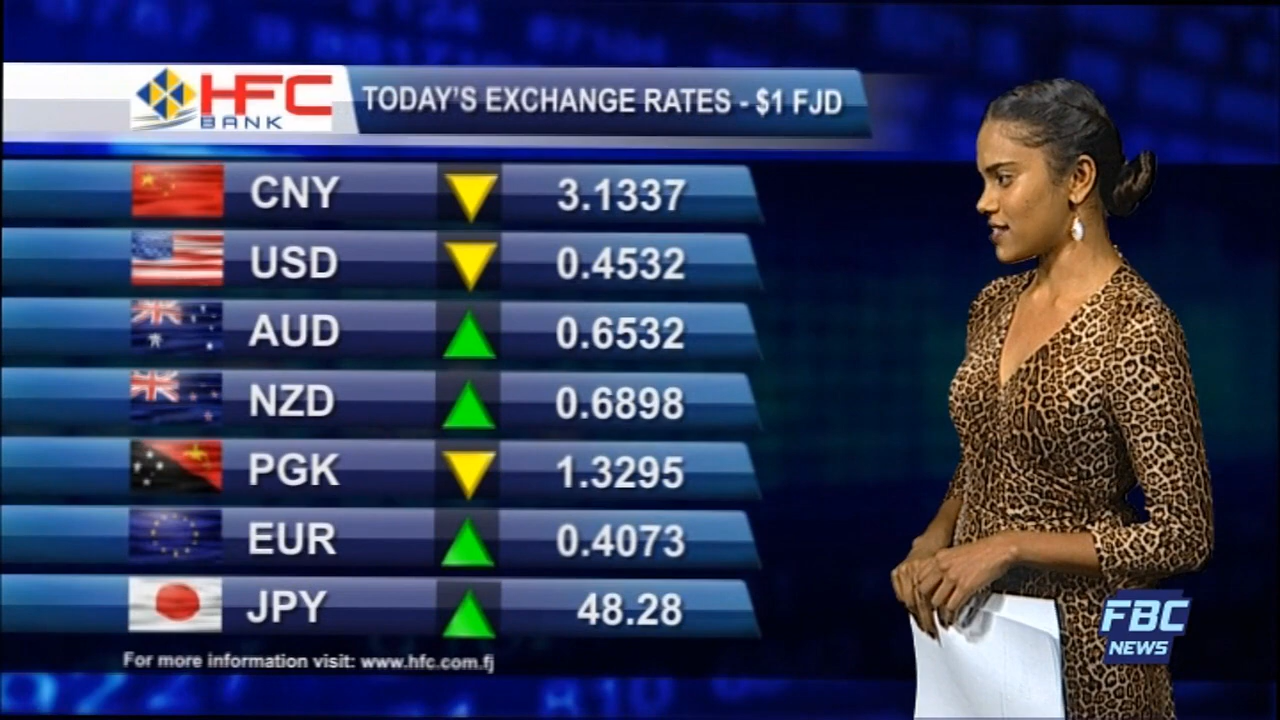 HFC
BANK
TODAY'S EXCHANGE RATES - $1 FJD
CNY 3.1337
USD 0.4532
AUD 0.6532
NZD 0.6898
PGK 1.3295
EUR 0.4073
JPY 48.28
For more information visit: www.hfc.com.fj
FBC
NEWS